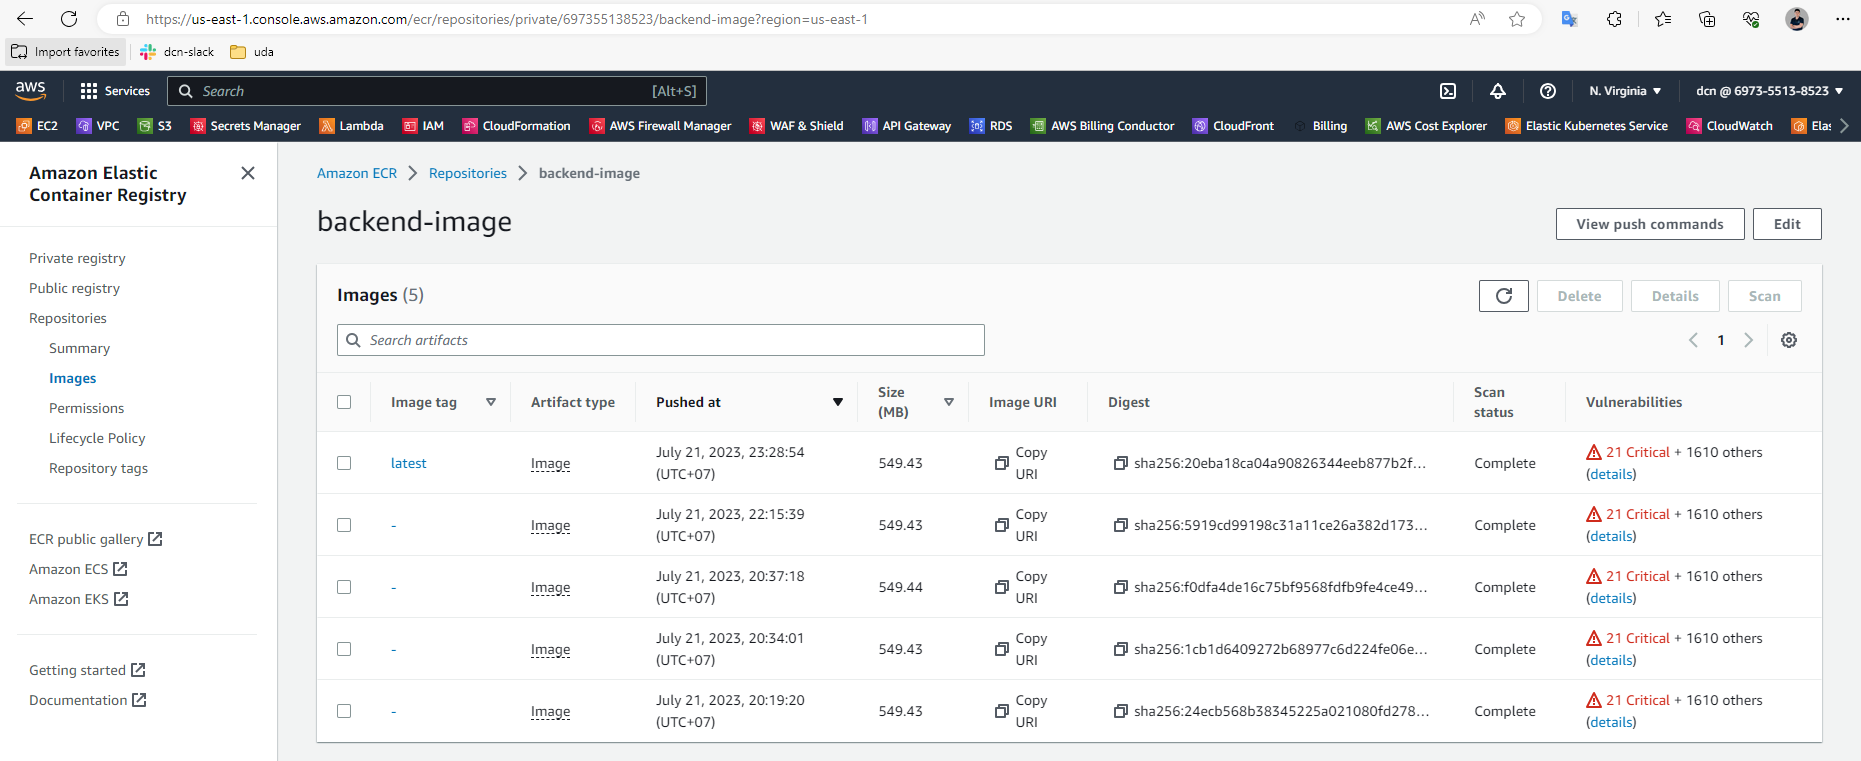 https://us-east-1.console.aws.amazon.com/ecr/repositories/private/697355138523/backend-image?region=us-east-1
Import favorites dcn-slack uda
aws Services Search [Alt+S] N. Virginia dcn @ 6973-5513-8523
EC2 VPC S3 Secrets Manager Lambda IAM CloudFormation AWS Firewall Manager WAF & Shield API Gateway RDS AWS Billing Conductor CloudFront Billing AWS Cost Explorer Elastic Kubernetes Service CloudWatch Elas
Amazon Elastic
Container Registry
Private registry
Public registry
Repositories
Summary
Images
Permissions
Lifecycle Policy
Repository tags
ECR public gallery
Amazon ECS
Amazon EKS
Getting started
Documentation
Amazon ECR Repositories backend-image
backend-image
View push commands Edit
Images (5)
Delete Details Scan
Search artifacts
1
Image tag Artifact type Pushed at Size (MB) Image URI Digest Scan status Vulnerabilities
latest Image July 21, 2023, 23:28:54 (UTC+07) 549.43 Copy URI sha256:20eba18ca04a90826344eeb877b2f... Complete 21 Critical + 1610 others (details)
- Image July 21, 2023, 22:15:39 (UTC+07) 549.43 Copy URI sha256:5919cd99198c31a11ce26a382d173... Complete 21 Critical + 1610 others (details)
- Image July 21, 2023, 20:37:18 (UTC+07) 549.44 Copy URI sha256:f0dfa4de16c75bf9568fdfb9fe4ce49... Complete 21 Critical + 1610 others (details)
- Image July 21, 2023, 20:34:01 (UTC+07) 549.43 Copy URI sha256:1cb1d6409272b68977c6d224fe06e... Complete 21 Critical + 1610 others (details)
- Image July 21, 2023, 20:19:20 (UTC+07) 549.43 Copy URI sha256:24ecb568b38345225a021080fd278... Complete 21 Critical + 1610 others (details)